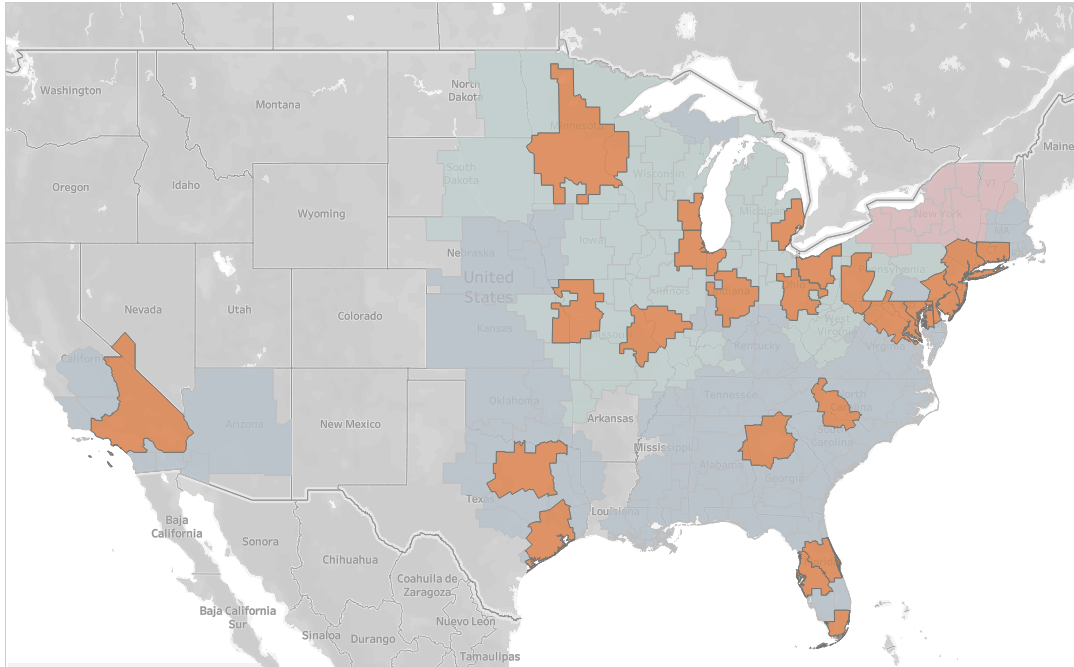 Washington
Montana
North
Dakota
Minnesota
Maine
Oregon
Idaho
Wyoming
South
Dakota
Wisconsin
Michigan
New York
VT
MA
Nevada
Utah
Colorado
Nebraska
Iowa
United
States
Kansas
Illinois
Indiana
Ohio
Pennsylvania
West
Virginia
Virginia
Kentucky
California
Arizona
New Mexico
Oklahoma
Arkansas
Tennessee
North
Carolina
South
Carolina
Mississippi
Alabama
Georgia
Texas
Louisiana
Baja
California
Sonora
Chihuahua
Coahuila de
Zaragoza
Baja California
Sur
Sinaloa
Durango
Nuevo León
Tamaulipas